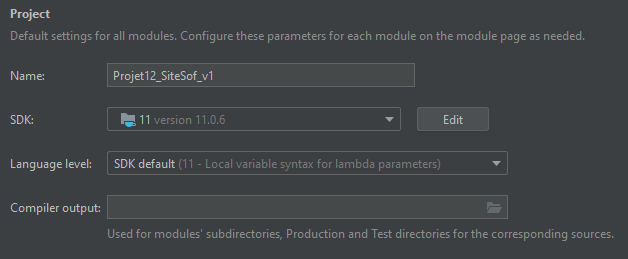 Project
Default settings for all modules. Configure these parameters for each module on the module page as needed.
Name: Projet12_SiteSof_v1
SDK: 11 version 11.0.6 Edit
Language level: SDK default (11 - Local variable syntax for lambda parameters)
Compiler output:
Used for modules' subdirectories, Production and Test directories for the corresponding sources.